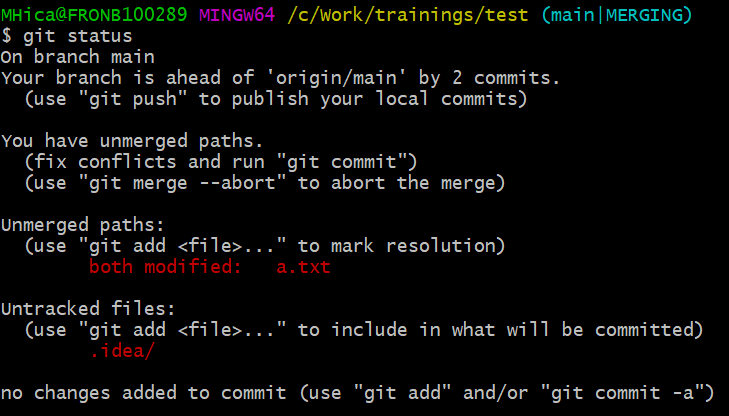 MHica@FRONB100289 MINGW64 /c/Work/trainings/test (main|MERGING)
$ git status
On branch main
Your branch is ahead of 'origin/main' by 2 commits.
  (use "git push" to publish your local commits)

You have unmerged paths.
  (fix conflicts and run "git commit")
  (use "git merge --abort" to abort the merge)

Unmerged paths:
  (use "git add <file>..." to mark resolution)
        both modified:   a.txt

Untracked files:
  (use "git add <file>..." to include in what will be committed)
        .idea/

no changes added to commit (use "git add" and/or "git commit -a")